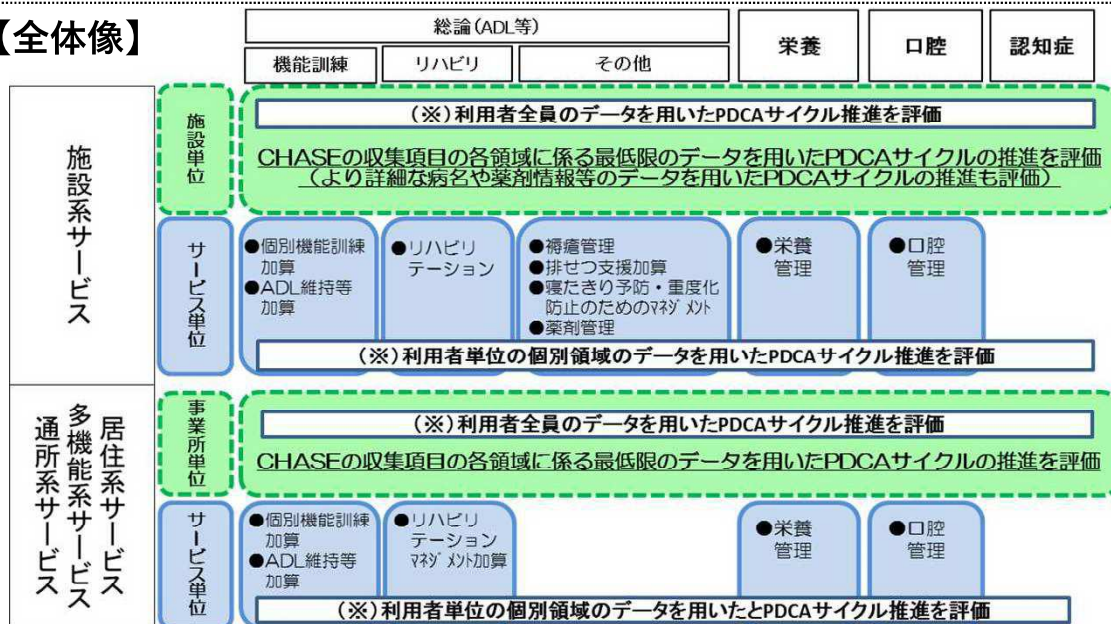 【全体像】
総論(ADL等)
機能訓練
リハビリ
その他
栄養
口腔
認知症
施設系サービス
施設単位
(※)利用者全員のデータを用いたPDCAサイクル推進を評価
CHASEの収集項目の各領域に係る最低限のデータを用いたPDCAサイクルの推進を評価
(より詳細な病名や薬剤情報等のデータを用いたPDCAサイクルの推進も評価)
サービス単位
●個別機能訓練
加算
●ADL維持等
加算
●リハビリ
テーション
●褥瘡管理
●排せつ支援加算
●寝たきり予防・重度化
防止のためのマネジメント
●薬剤管理
●栄養
管理
●口腔
管理
(※)利用者単位の個別領域のデータを用いたPDCAサイクル推進を評価
居住系サービス
多機能系サービス
通所系サービス
事業所単位
(※)利用者全員のデータを用いたPDCAサイクル推進を評価
CHASEの収集項目の各領域に係る最低限のデータを用いたPDCAサイクルの推進を評価
サービス単位
●個別機能訓練
加算
●ADL維持等
加算
●リハビリ
テーション
マネジメント加算
●栄養
管理
●口腔
管理
(※)利用者単位の個別領域のデータを用いたとPDCAサイクル推進を評価